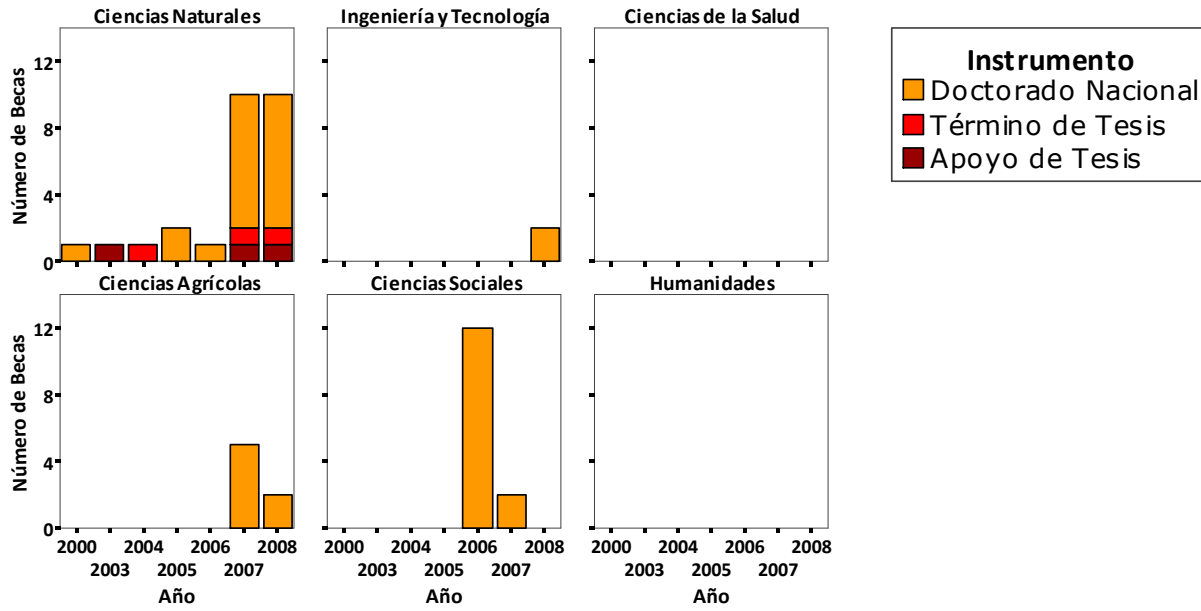 Ciencias Naturales
Ingeniería y Tecnología
Ciencias de la Salud
Número de Becas
12
8
4
0
Instrumento
Doctorado Nacional
Término de Tesis
Apoyo de Tesis
Ciencias Agrícolas
Ciencias Sociales
Humanidades
Número de Becas
12
8
4
0
2000 2004 2006 2008
2003 2005 2007
Año
2000 2004 2006 2008
2003 2005 2007
Año
2000 2004 2006 2008
2003 2005 2007
Año